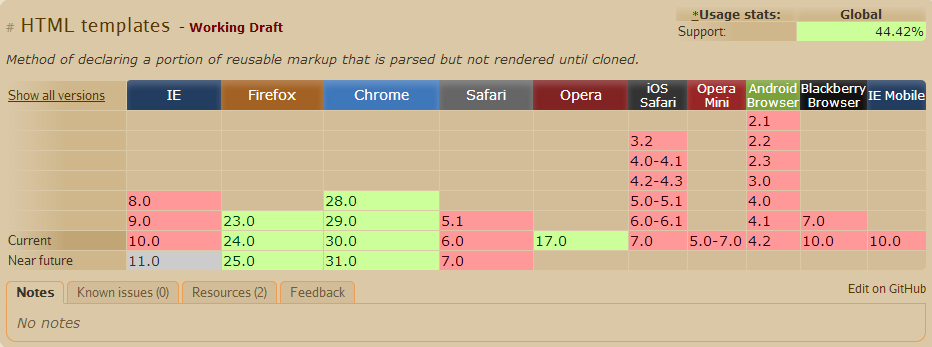 # HTML templates - Working Draft
*Usage stats: Global
Support: 44.42%
Method of declaring a portion of reusable markup that is parsed but not rendered until cloned.
Show all versions IE Firefox Chrome Safari Opera iOS Safari Opera Mini Android Browser Blackberry Browser IE Mobile
2.1
3.2 2.2
4.0-4.1 2.3
4.2-4.3 3.0
8.0 28.0 5.0-5.1 4.0
9.0 23.0 29.0 5.1 6.0-6.1 4.1 7.0
Current 10.0 24.0 30.0 6.0 17.0 7.0 5.0-7.0 4.2 10.0 10.0
Near future 11.0 25.0 31.0 7.0
Notes Known issues (0) Resources (2) Feedback Edit on GitHub
No notes